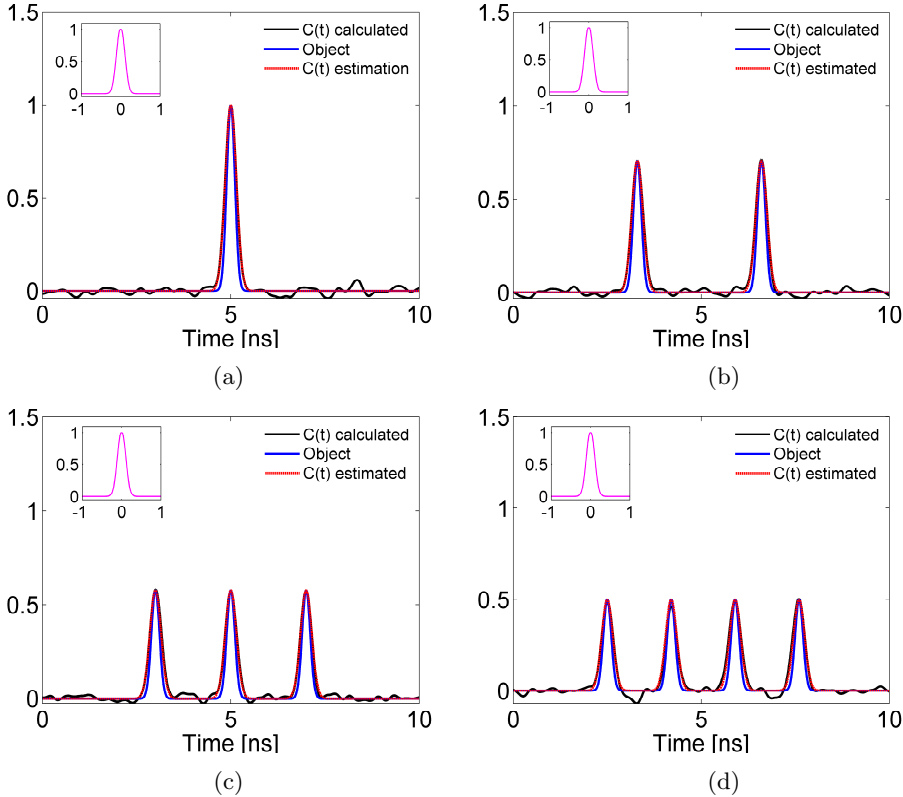 1.5
1
0.5
0
1
0.5
0
-1 0 1
C(t) calculated
Object
C(t) estimation
0 5 10
Time [ns]
(a)
1.5
1
0.5
0
1
0.5
0
-1 0 1
C(t) calculated
Object
C(t) estimated
0 5 10
Time [ns]
(b)
1.5
1
0.5
0
1
0.5
0
-1 0 1
C(t) calculated
Object
C(t) estimated
0 5 10
Time [ns]
(c)
1.5
1
0.5
0
1
0.5
0
-1 0 1
C(t) calculated
Object
C(t) estimated
0 5 10
Time [ns]
(d)